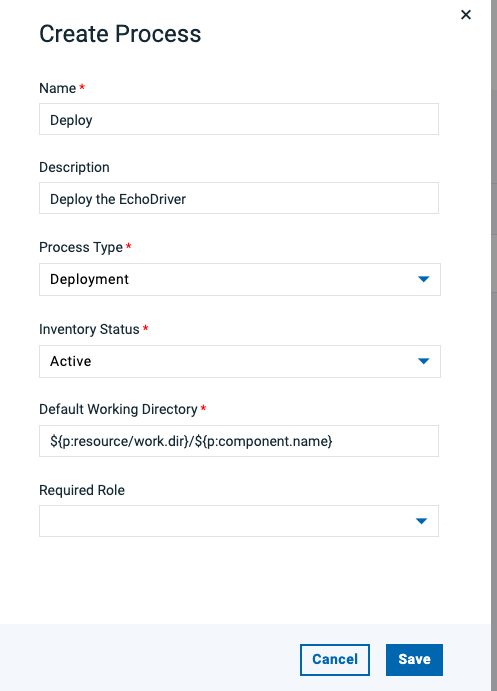 Create Process
Name *
Deploy
Description
Deploy the EchoDriver
Process Type *
Deployment
Inventory Status *
Active
Default Working Directory *
${p:resource/work.dir}/${p:component.name}
Required Role
Cancel Save